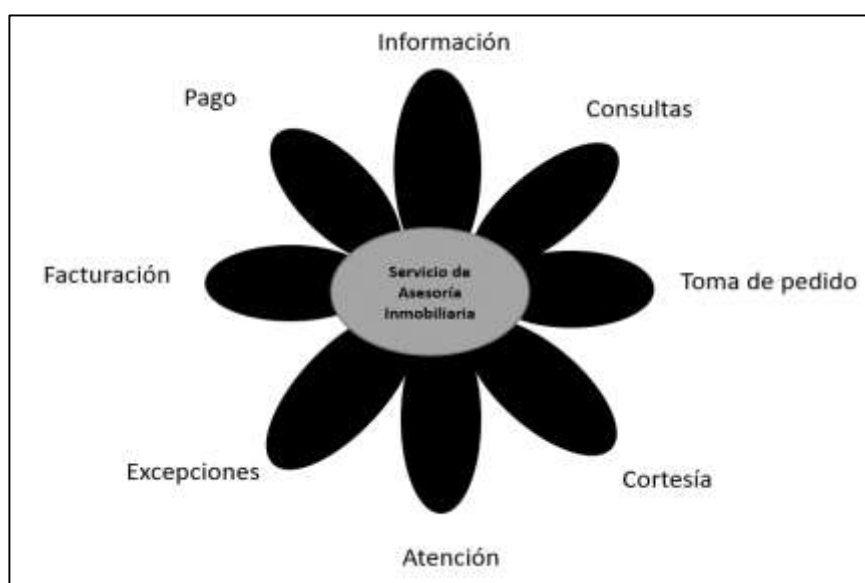 Información
Pago
Consultas
Servicio de
Asesoría
Inmobiliaria
Facturación
Toma de pedido
Excepciones
Cortesía
Atención